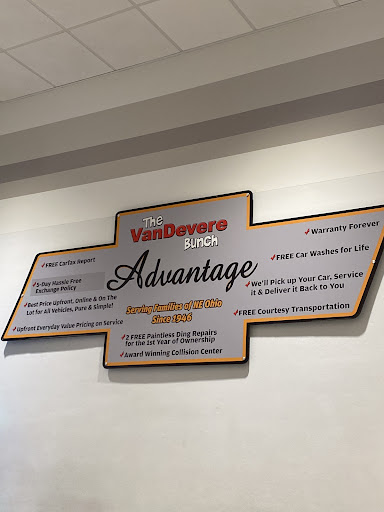 The
VanDevere
Bunch
Advantage
Serving Families of NE Ohio
Since 1946
✓FREE Carfax Report
✓5-Day Hassle Free
Exchange Policy
✓Best Price Upfront, Online & On The
Lot for All Vehicles, Pure & Simple!
✓Upfront Everyday Value Pricing on Service
✓2 FREE Paintless Ding Repairs
for the 1st Year of Ownership
✓Award Winning Collision Center
✓Warranty Forever
✓FREE Car Washes for Life
✓We'll Pick up Your Car, Service
it & Deliver it Back to You
✓FREE Courtesy Transportation